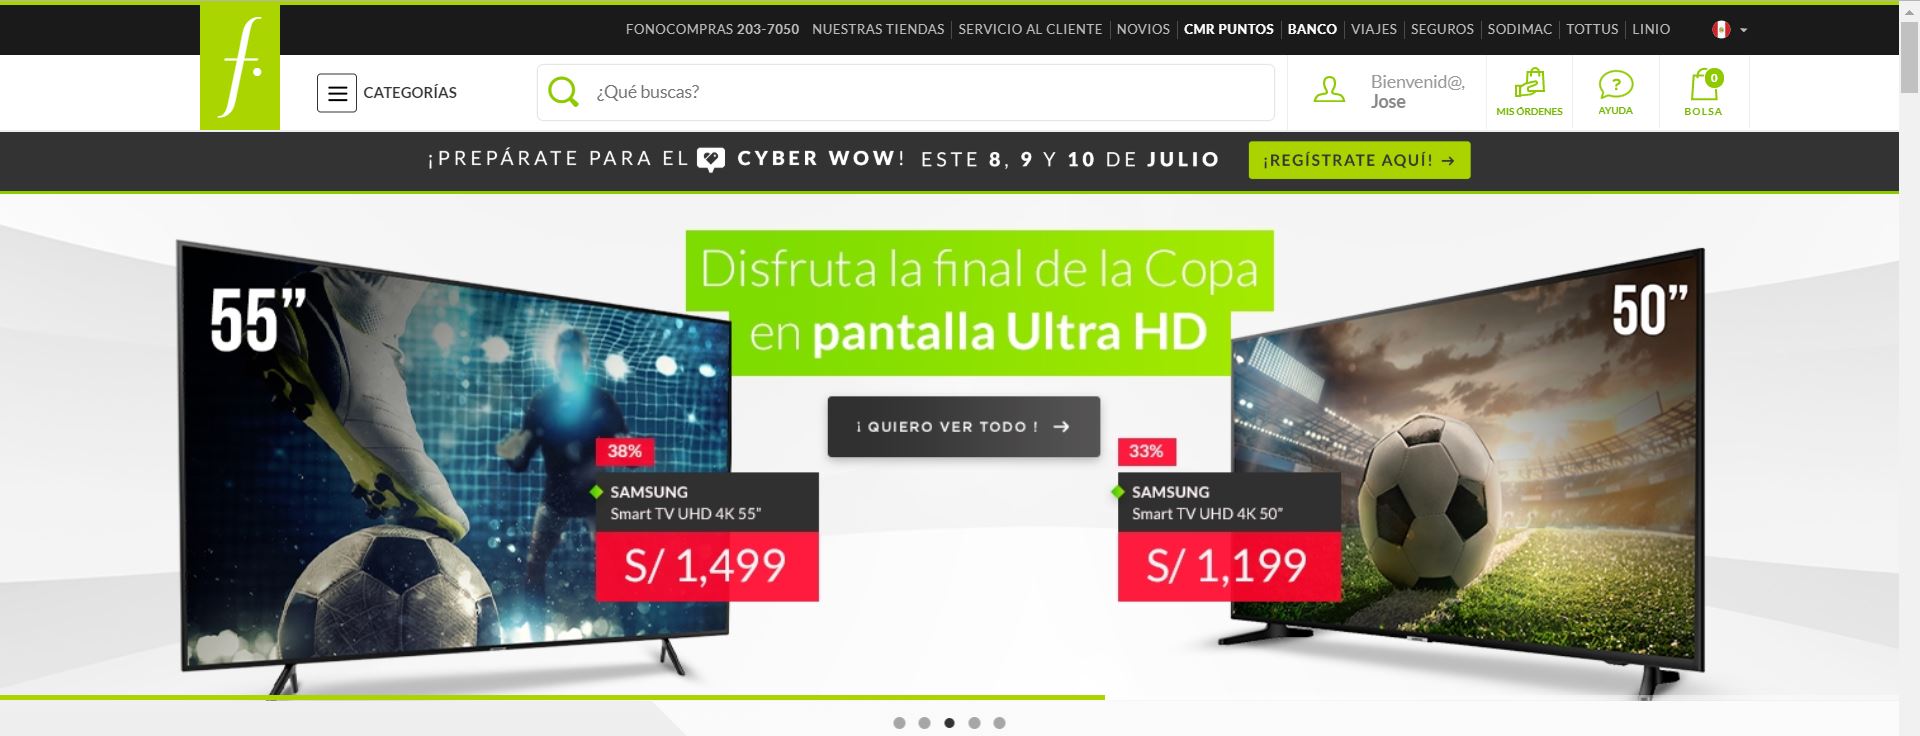 f.
FONOCOMPRAS 203-7050 NUESTRAS TIENDAS SERVICIO AL CLIENTE NOVIOS CMR PUNTOS BANCO VIAJES SEGUROS SODIMAC TOTTUS LINIO
CATEGORÍAS
¿Qué buscas?
Bienvenid@,
Jose
MIS ÓRDENES
?
AYUDA
0
BOLSA
¡PREPÁRATE PARA EL CYBER WOW! ESTE 8, 9 Y 10 DE JULIO
¡REGÍSTRATE AQUÍ! →
Disfruta la final de la Copa
en pantalla Ultra HD
¡ QUIERO VER TODO ! →
55”
38%
SAMSUNG
Smart TV UHD 4K 55”
S/ 1,499
50”
33%
SAMSUNG
Smart TV UHD 4K 50”
S/ 1,199